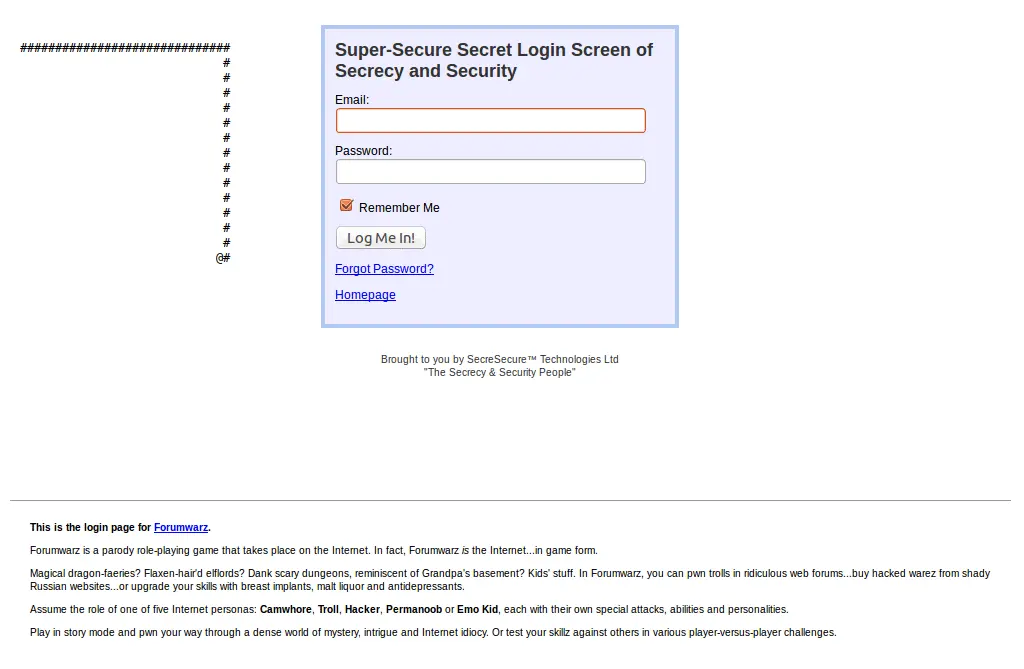 ##############################
#
#
#
#
#
#
#
#
#
#
#
#
#
@#
Super-Secure Secret Login Screen of
Secrecy and Security
Email:
Password:
Remember Me
Log Me In!
Forgot Password?
Homepage
Brought to you by SecreSecure™ Technologies Ltd
"The Secrecy & Security People"
This is the login page for Forumwarz.
Forumwarz is a parody role-playing game that takes place on the Internet. In fact, Forumwarz is the Internet...in game form.
Magical dragon-faeries? Flaxen-hair'd elflords? Dank scary dungeons, reminiscent of Grandpa's basement? Kids' stuff. In Forumwarz, you can pwn trolls in ridiculous web forums...buy hacked warez from shady
Russian websites...or upgrade your skills with breast implants, malt liquor and antidepressants.
Assume the role of one of five Internet personas: Camwhore, Troll, Hacker, Permanoob or Emo Kid, each with their own special attacks, abilities and personalities.
Play in story mode and pwn your way through a dense world of mystery, intrigue and Internet idiocy. Or test your skillz against others in various player-versus-player challenges.